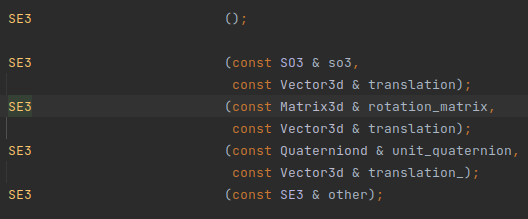 SE3 ();
SE3 (const SO3 & so3,
const Vector3d & translation);
SE3 (const Matrix3d & rotation_matrix,
const Vector3d & translation);
SE3 (const Quaterniond & unit_quaternion,
const Vector3d & translation_);
SE3 (const SE3 & other);